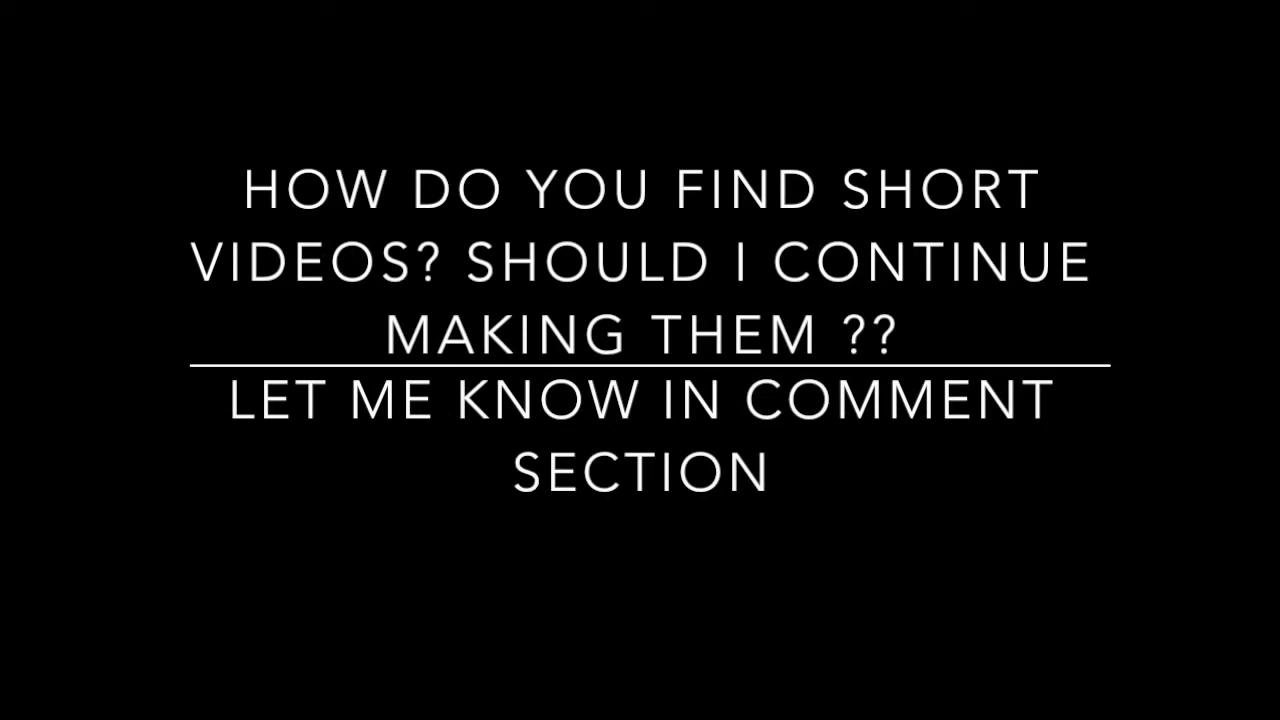 HOW DO YOU FIND SHORT
VIDEOS? SHOULD I CONTINUE
MAKING THEM ??
LET ME KNOW IN COMMENT
SECTION